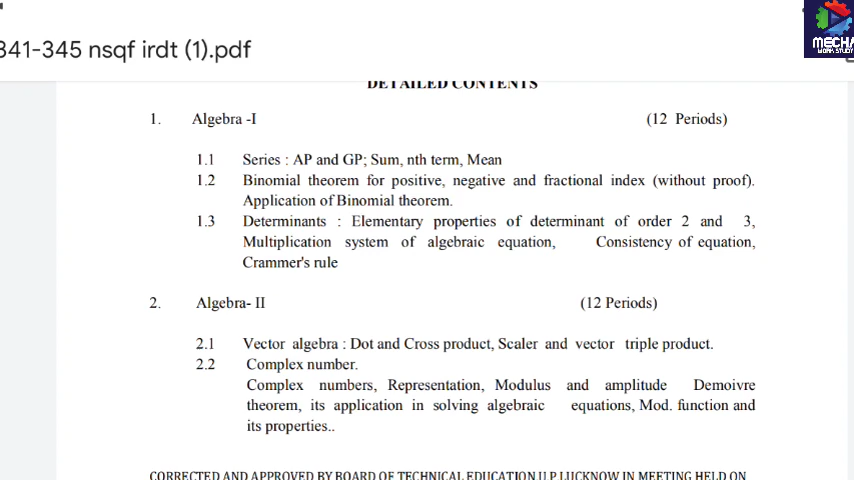 341-345 nsqf irdt (1).pdf
MECHA
WORK STUDY
DETAILED CONTENTS
1. Algebra -I (12 Periods)
1.1 Series : AP and GP; Sum, nth term, Mean
1.2 Binomial theorem for positive, negative and fractional index (without proof).
Application of Binomial theorem.
1.3 Determinants : Elementary properties of determinant of order 2 and 3,
Multiplication system of algebraic equation, Consistency of equation,
Crammer's rule
2. Algebra- II (12 Periods)
2.1 Vector algebra : Dot and Cross product, Scaler and vector triple product.
2.2 Complex number.
Complex numbers, Representation, Modulus and amplitude Demoivre
theorem, its application in solving algebraic equations, Mod. function and
its properties..
CORRECTED AND APPROVED BY BOARD OF TECHNICAL EDUCATION U P LUCKNOW IN MEETING HELD ON